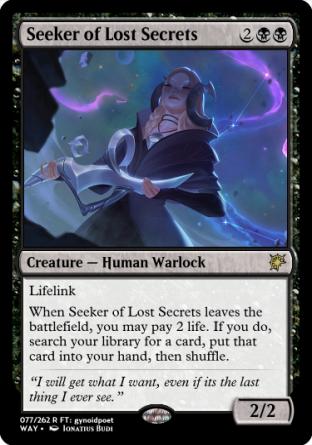 Seeker of Lost Secrets 2
Creature — Human Warlock
Lifelink
When Seeker of Lost Secrets leaves the
battlefield, you may pay 2 life. If you do,
search your library for a card, put that
card into your hand, then shuffle.
“I will get what I want, even if its the last
thing I ever see.”
2/2
077/262 R FT: gynoidpoet
WAY • Ionatius Budi